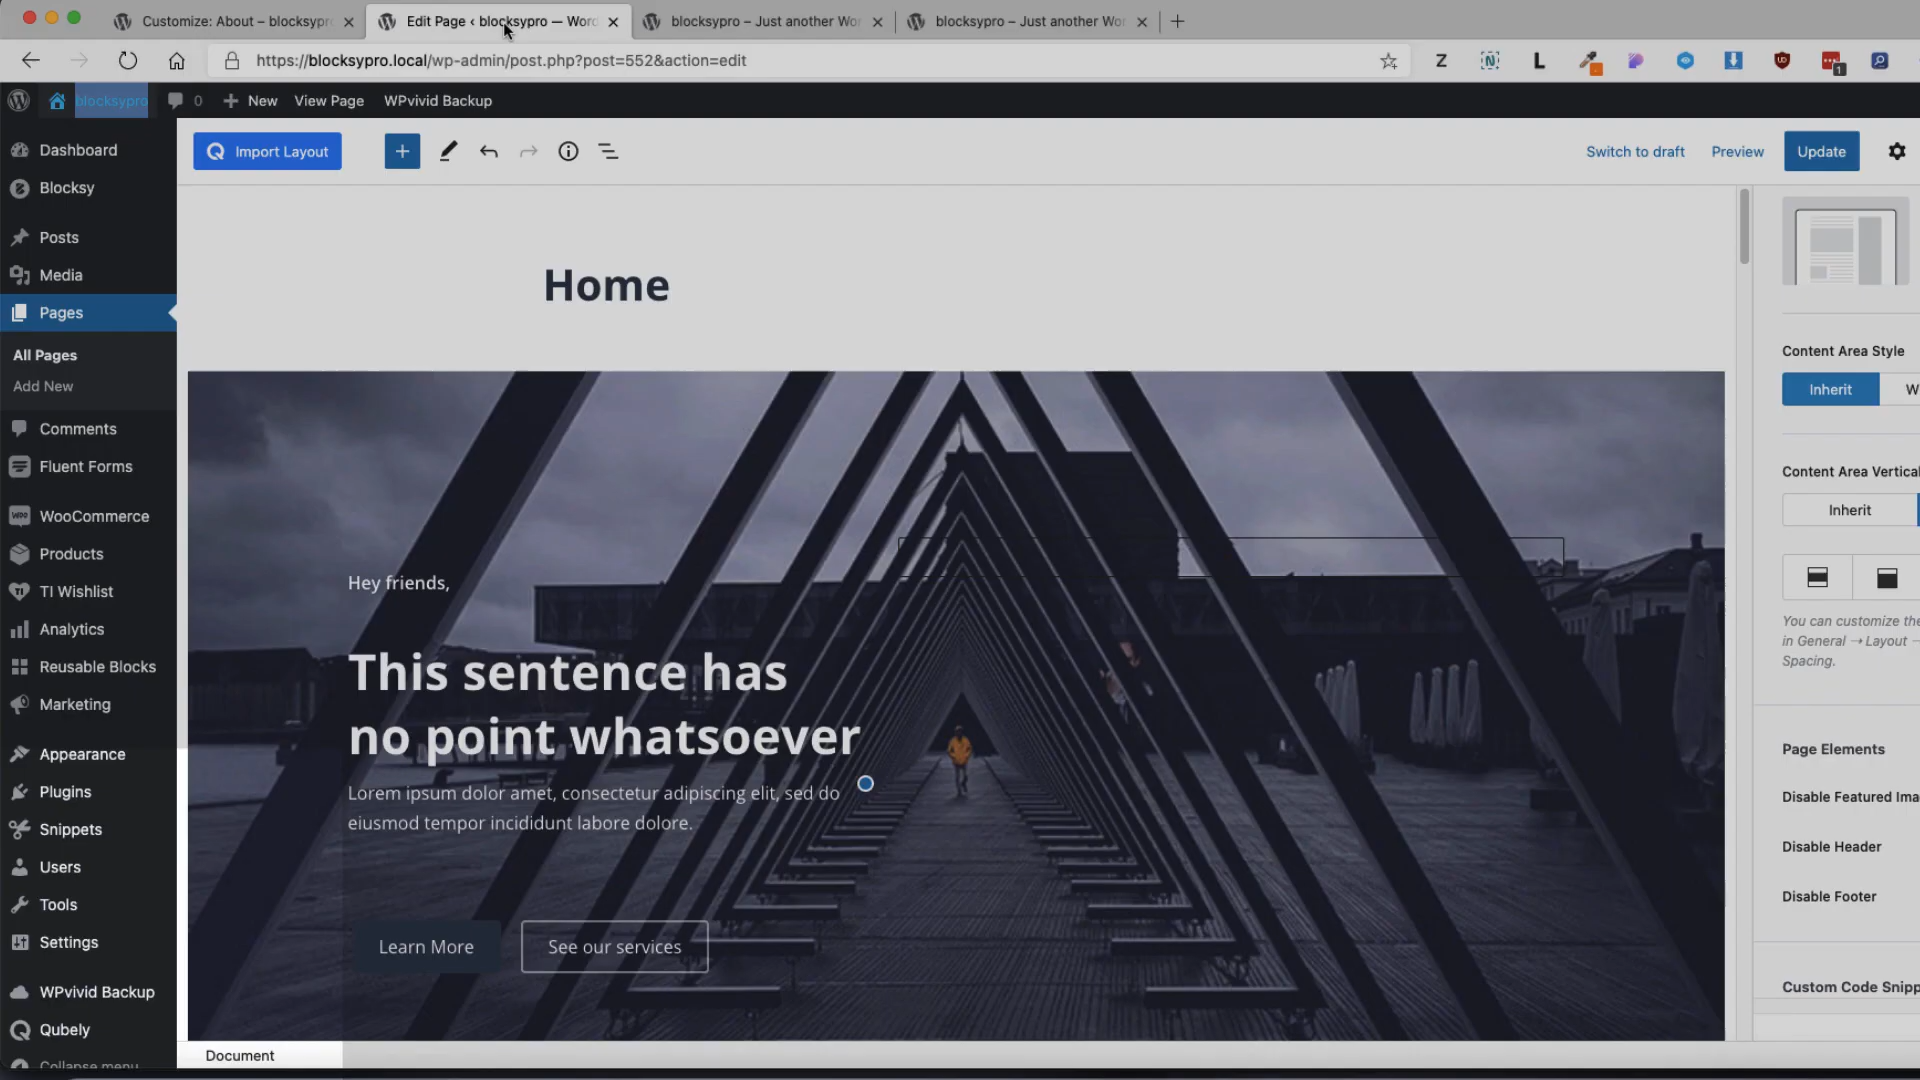 Customize: About – blocksypr
Edit Page ‹ blocksypro — Word
blocksypro – Just another Wor
blocksypro – Just another Wor
https://blocksypro.local/wp-admin/post.php?post=552&action=edit
Z
N
L
1
blocksypro
0
New
View Page
WPvivid Backup
Dashboard
Blocksy
Posts
Media
Pages
All Pages
Add New
Comments
Fluent Forms
WooCommerce
Products
TI Wishlist
Analytics
Reusable Blocks
Marketing
Appearance
Plugins
Snippets
Users
Tools
Settings
WPvivid Backup
Qubely
Collapse menu
Import Layout
Switch to draft
Preview
Update
Home
Hey friends,
This sentence has
no point whatsoever
Lorem ipsum dolor amet, consectetur adipiscing elit, sed do
eiusmod tempor incididunt labore dolore.
Learn More
See our services
Document
Content Area Style
Inherit
W
Content Area Vertical
Inherit
You can customize the
in General → Layout →
Spacing.
Page Elements
Disable Featured Ima
Disable Header
Disable Footer
Custom Code Snipp